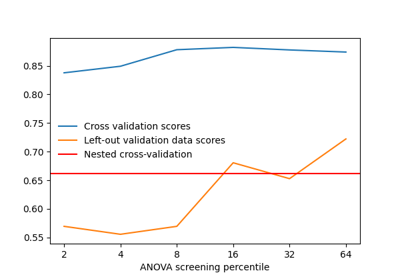 0.85
0.80
0.75
0.70
0.65
0.60
0.55
Cross validation scores
Left-out validation data scores
Nested cross-validation
2 4 8 16 32 64
ANOVA screening percentile